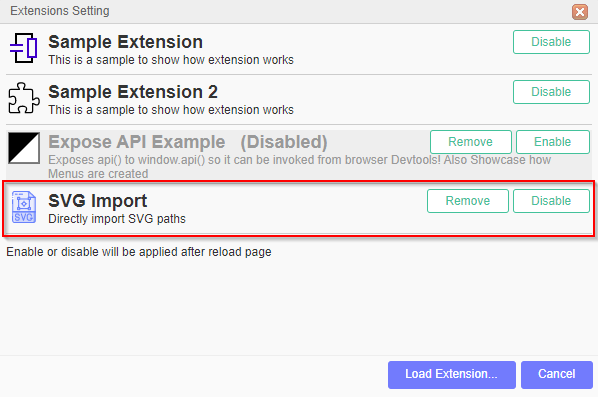 Extensions Setting
Sample Extension
Disable
This is a sample to show how extension works
Sample Extension 2
Disable
This is a sample to show how extension works
Expose API Example (Disabled)
Remove
Enable
Exposes api() to window.api() so it can be invoked from browser Devtools! Also Showcase how
Menus are created
SVG Import
Remove
Disable
SVG
Directly import SVG paths
Enable or disable will be applied after reload page
Load Extension...
Cancel